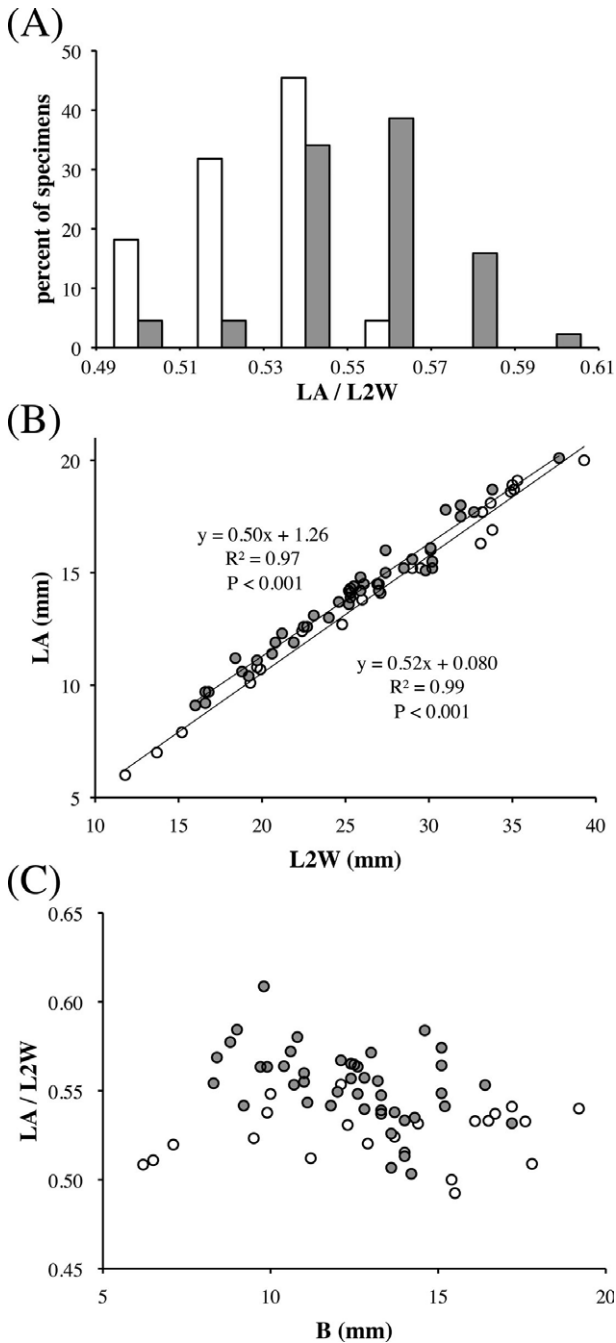 (A)
50
40
30
20
10
0
percent of specimens
0.49 0.51 0.53 0.55 0.57 0.59 0.61
LA / L2W
(B)
20
15
10
5
LA (mm)
y = 0.50x + 1.26
R² = 0.97
P < 0.001
y = 0.52x + 0.080
R² = 0.99
P < 0.001
10 15 20 25 30 35 40
L2W (mm)
(C)
0.65
0.60
0.55
0.50
0.45
LA / L2W
5 10 15 20
B (mm)